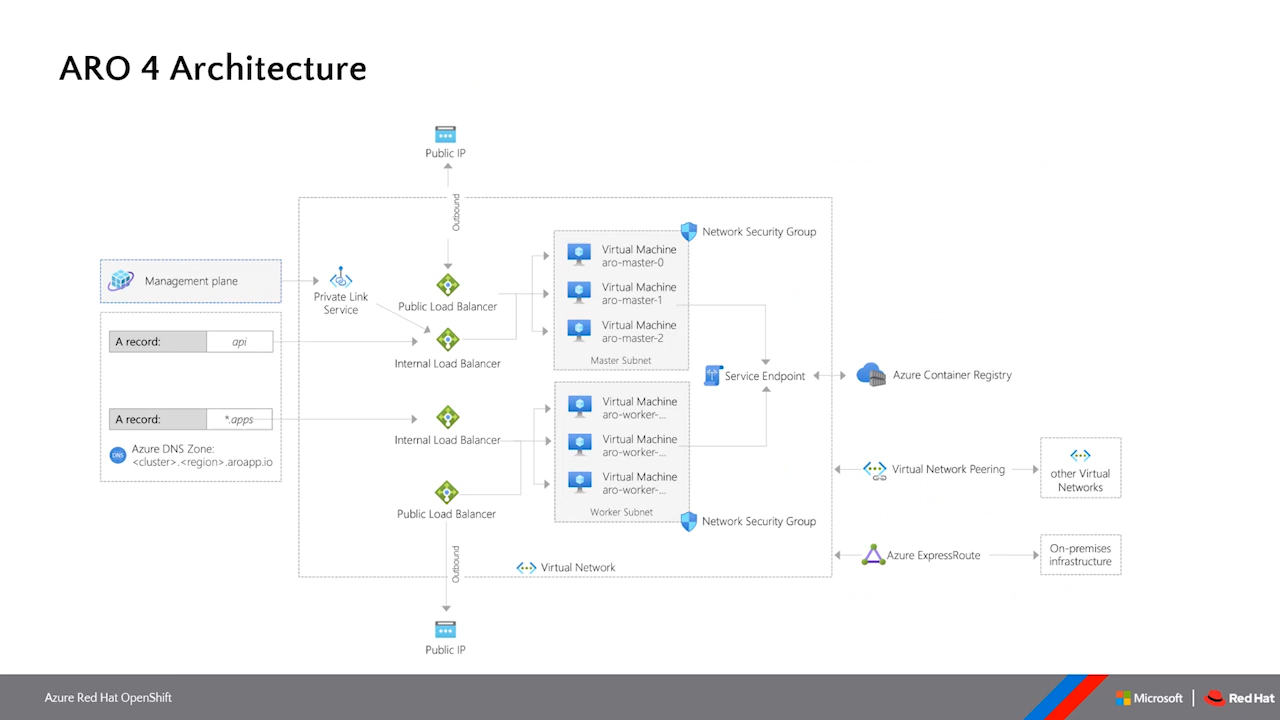 ARO 4 Architecture
Public IP
Outbound
Network Security Group
Virtual Machine
aro-master-0
Management plane
Private Link
Service
Public Load Balancer
Virtual Machine
aro-master-1
Virtual Machine
aro-master-2
A record:
api
Internal Load Balancer
Master Subnet
Service Endpoint
Azure Container Registry
Virtual Machine
aro-worker-...
A record:
*.apps
Internal Load Balancer
Virtual Machine
aro-worker-...
DNS
Azure DNS Zone:
<cluster>.<region>.aroapp.io
Virtual Network Peering
other Virtual
Networks
Virtual Machine
aro-worker-...
Public Load Balancer
Worker Subnet
Network Security Group
Outbound
Virtual Network
Azure ExpressRoute
On-premises
infrastructure
Public IP
Azure Red Hat OpenShift
Microsoft
Red Hat